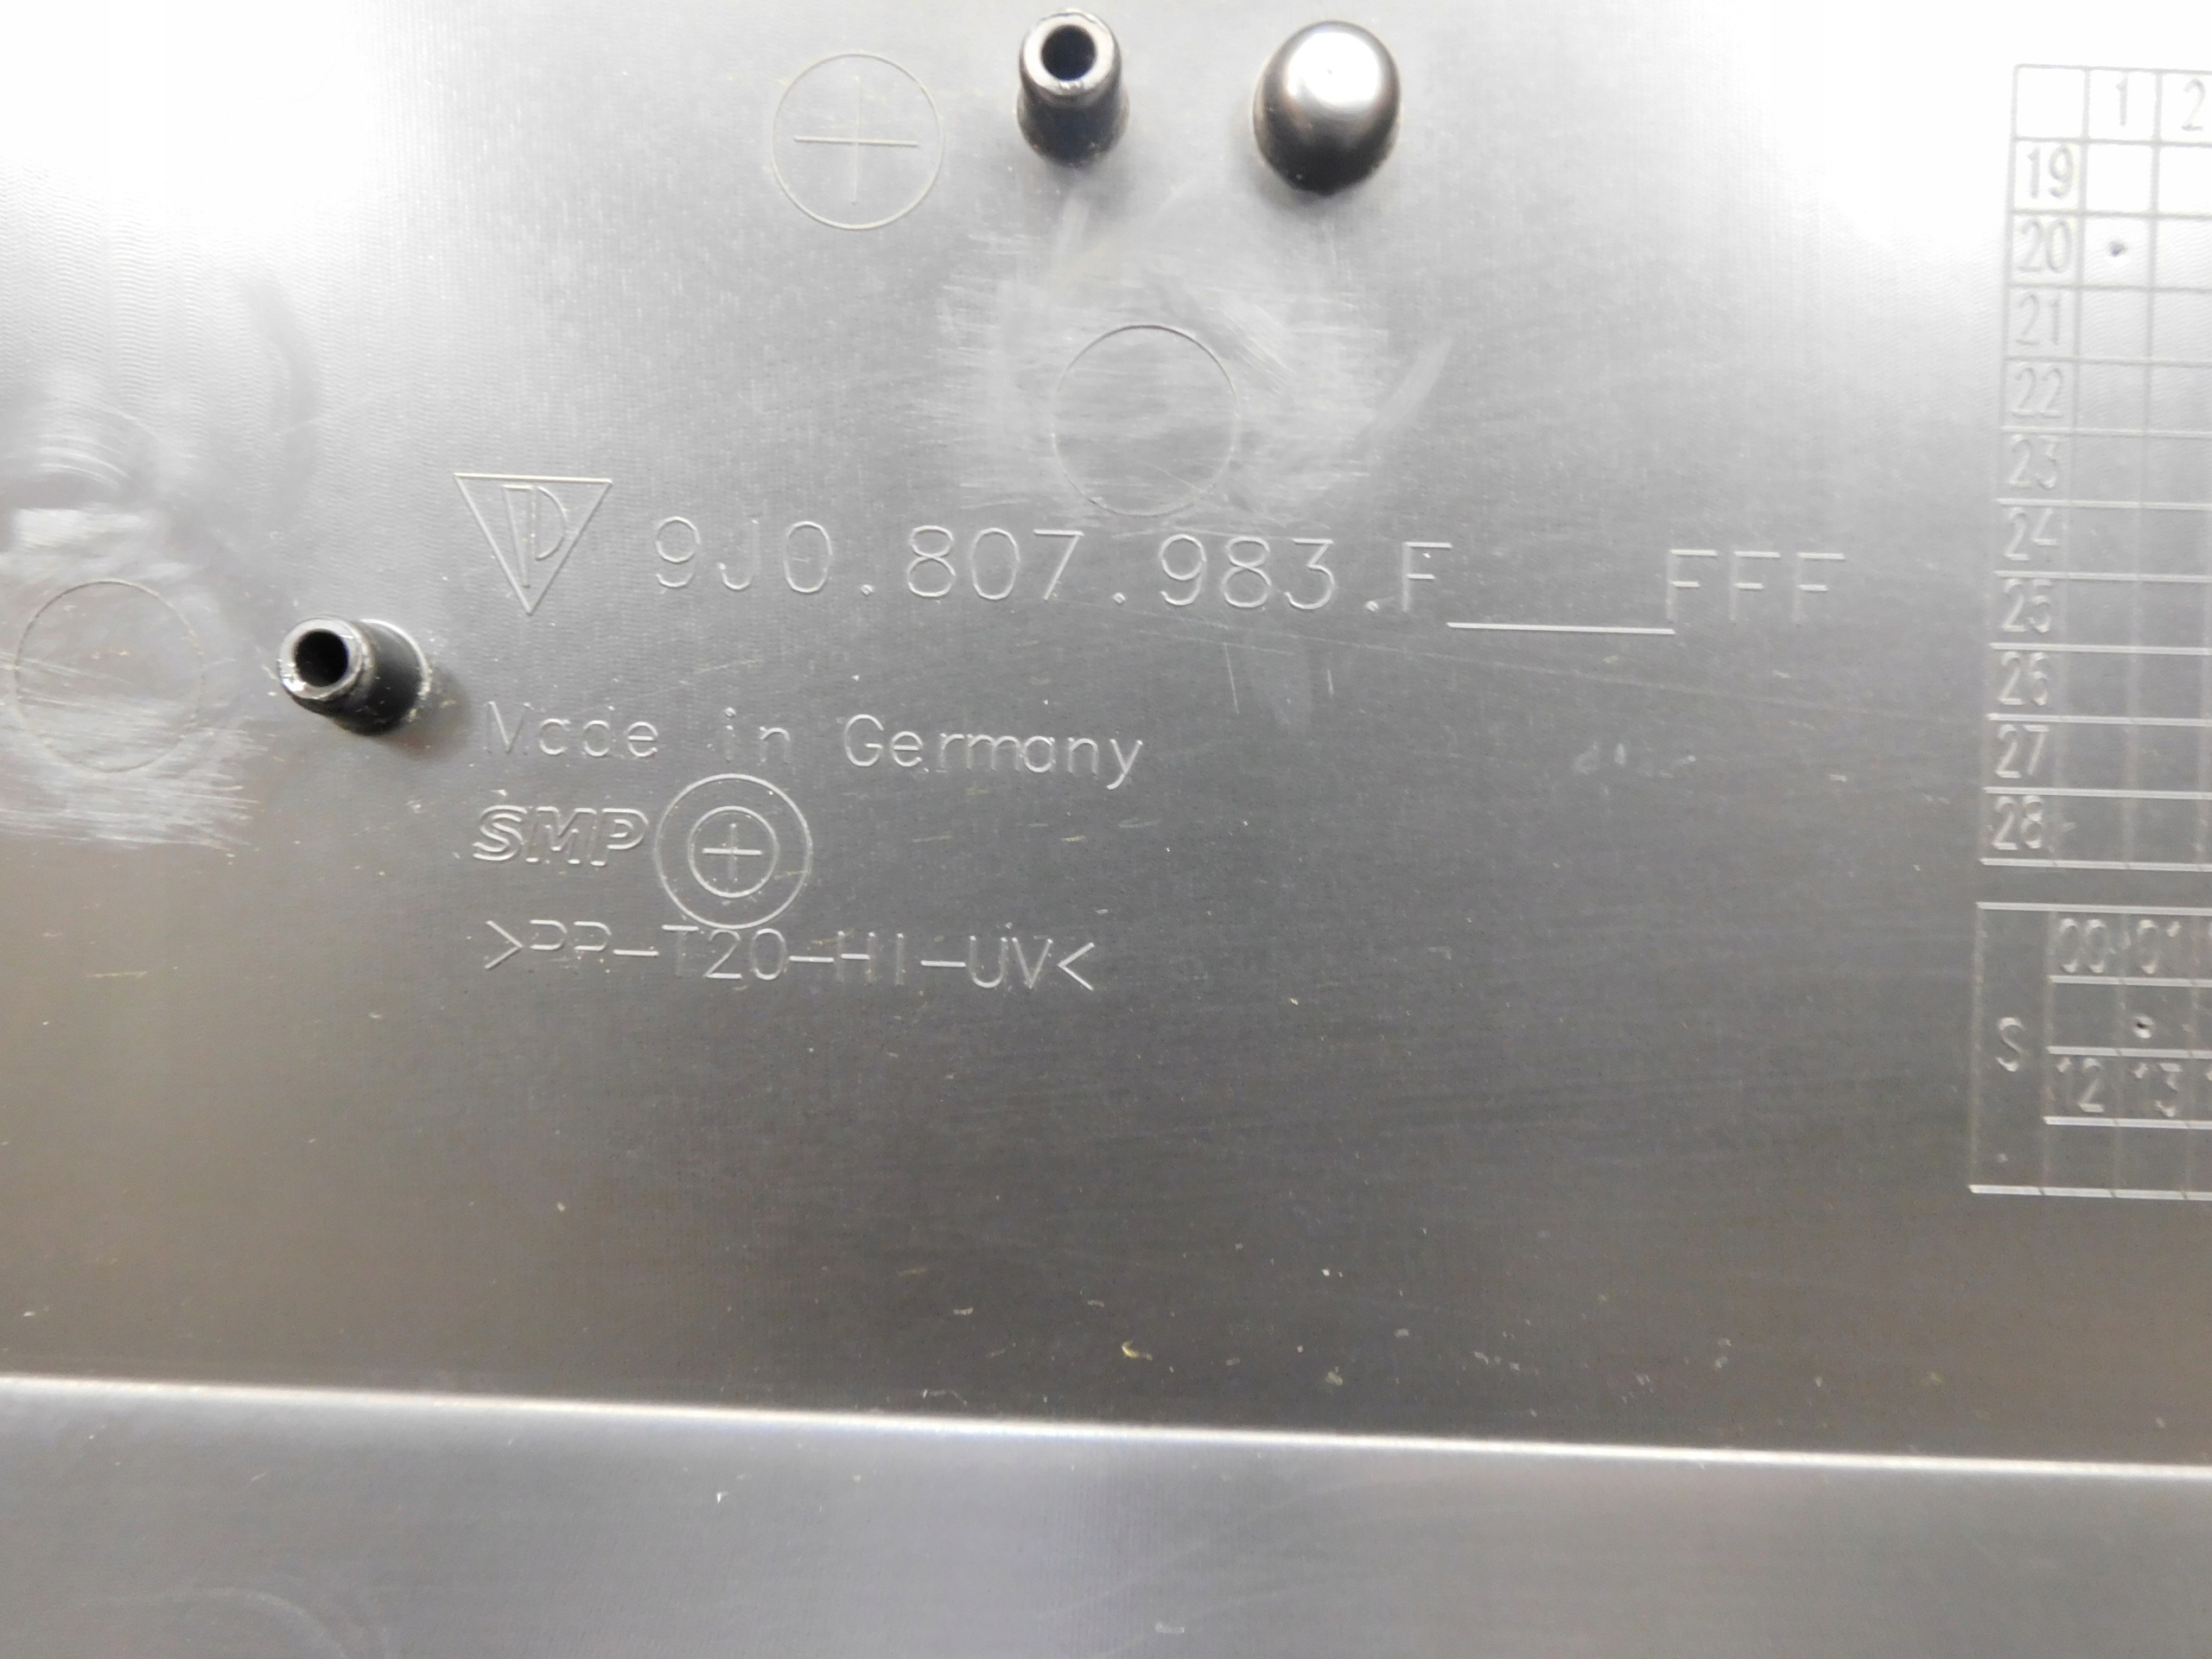 9J0.807.983.F____FFF
Made in Germany
SMP
>PP-T20-HI-UV<
1 2
19
20
21
22
23
24
25
26
27
28
00 01
S
12 13